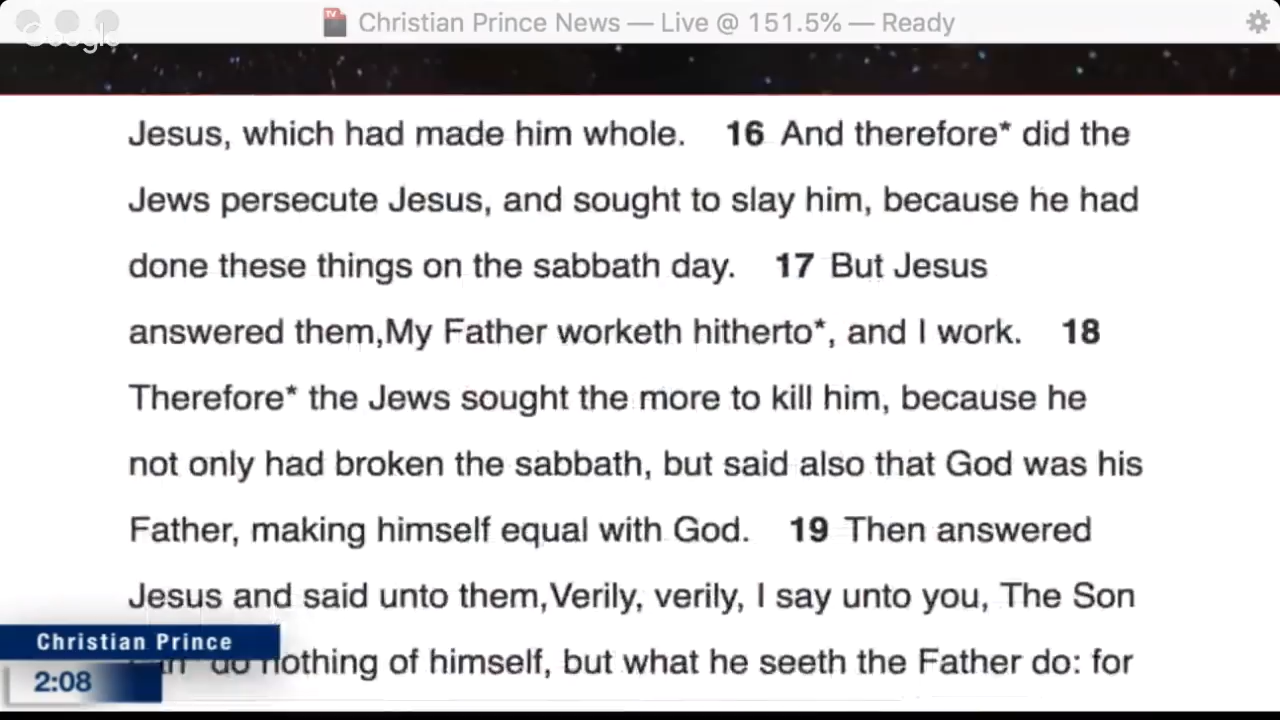 Christian Prince News — Live @ 151.5% — Ready
Google
Jesus, which had made him whole. 16 And therefore* did the
Jews persecute Jesus, and sought to slay him, because he had
done these things on the sabbath day. 17 But Jesus
answered them,My Father worketh hitherto*, and I work. 18
Therefore* the Jews sought the more to kill him, because he
not only had broken the sabbath, but said also that God was his
Father, making himself equal with God. 19 Then answered
Jesus and said unto them,Verily, verily, I say unto you, The Son
do nothing of himself, but what he seeth the Father do: for
Christian Prince
2:08